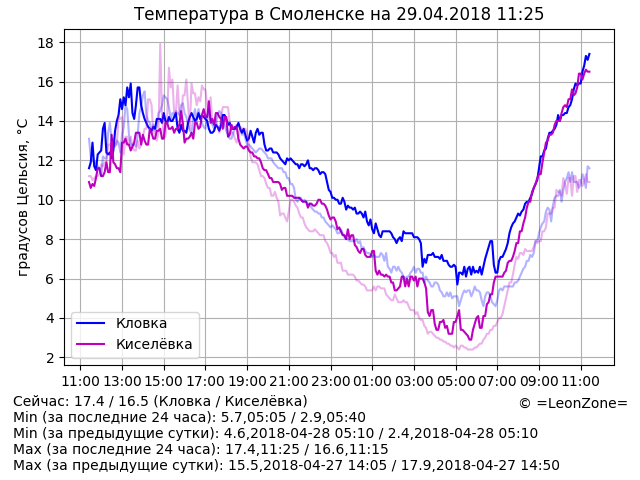 Температура в Смоленске на 29.04.2018 11:25
градусов Цельсия, °C
18
16
14
12
10
8
6
4
2
Кловка
Киселёвка
11:00 13:00 15:00 17:00 19:00 21:00 23:00 01:00 03:00 05:00 07:00 09:00 11:00
Сейчас: 17.4 / 16.5 (Кловка / Киселёвка)
© =LeonZone=
Min (за последние 24 часа): 5.7,05:05 / 2.9,05:40
Min (за предыдущие сутки): 4.6,2018-04-28 05:10 / 2.4,2018-04-28 05:10
Max (за последние 24 часа): 17.4,11:25 / 16.6,11:15
Max (за предыдущие сутки): 15.5,2018-04-27 14:05 / 17.9,2018-04-27 14:50